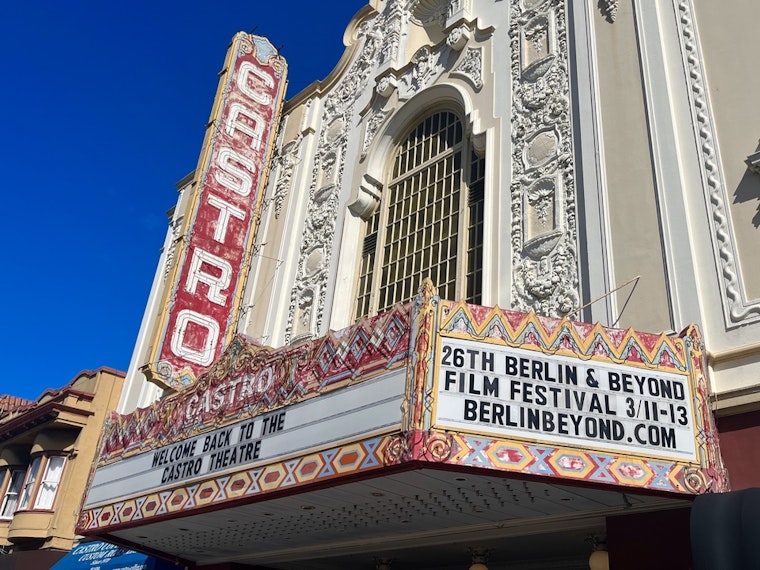 CASTRO
CASTRO
WELCOME BACK TO THE
CASTRO THEATRE
26TH BERLIN & BEYOND
FILM FESTIVAL 3/11-13
BERLINBEYOND.COM